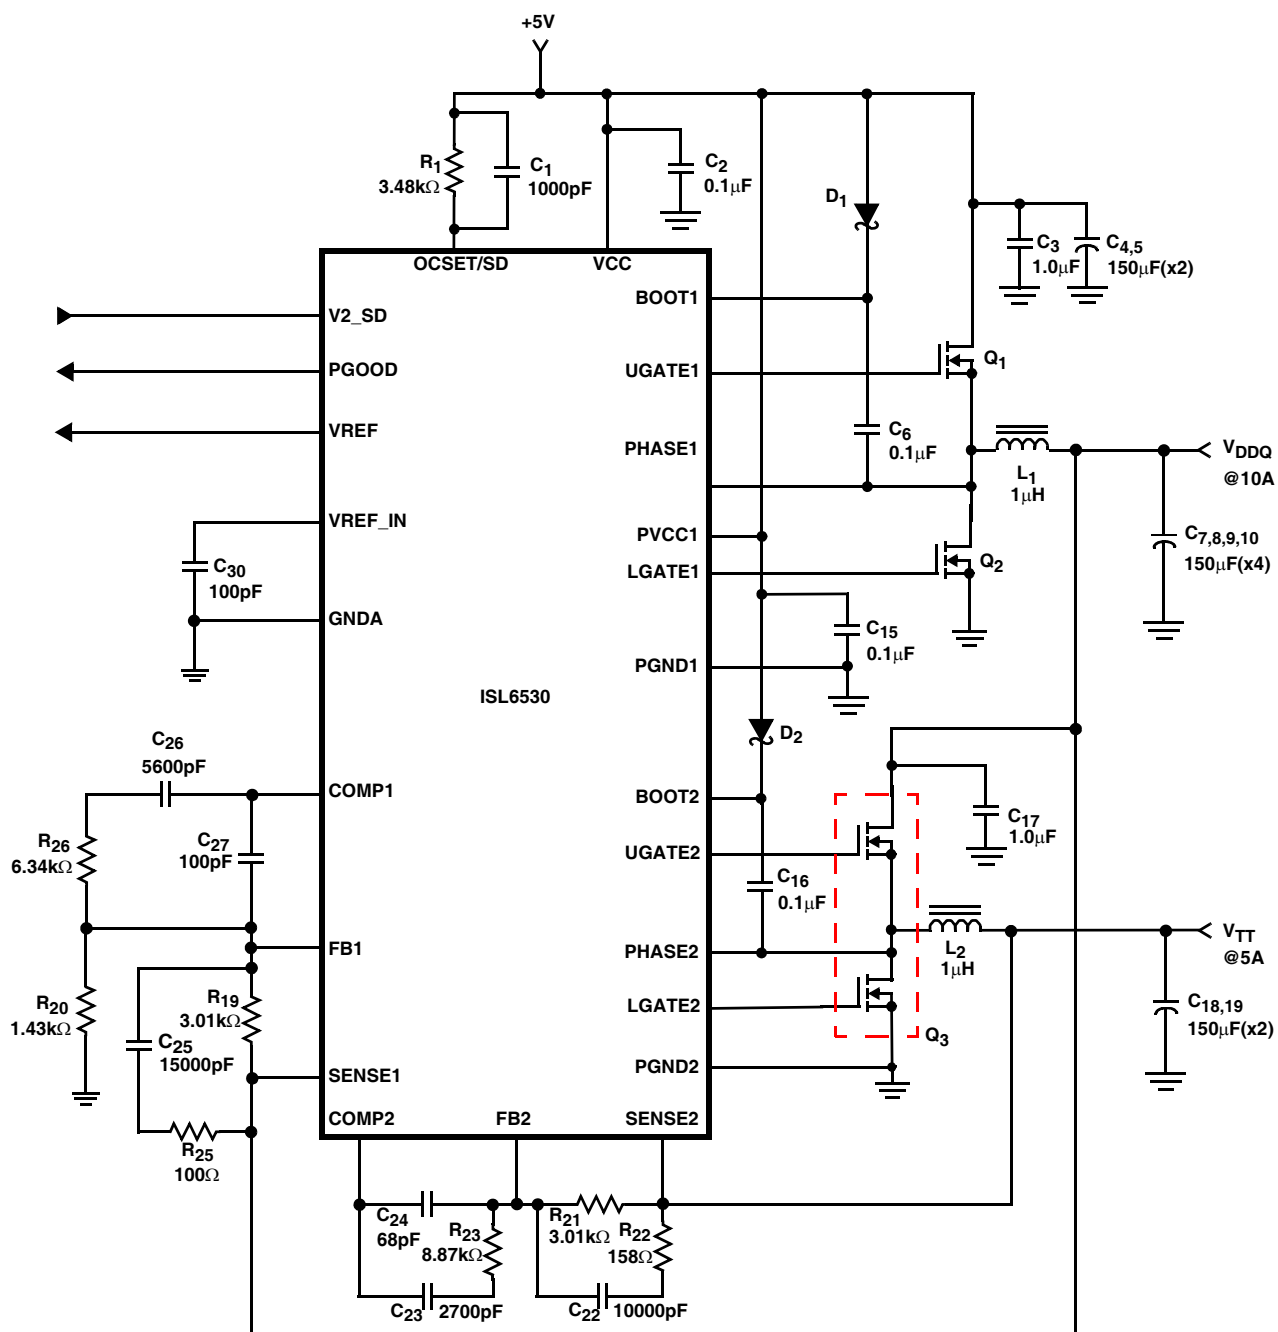 +5V
R1
3.48kΩ
C1
1000pF
C2
0.1μF
D1
C3
1.0μF
C4,5
150μF(x2)
OCSET/SD
VCC
BOOT1
V2_SD
UGATE1
Q1
PGOOD
VREF
PHASE1
C6
0.1μF
L1
1μH
VDDQ
@10A
VREF_IN
PVCC1
C30
100pF
LGATE1
Q2
C7,8,9,10
150μF(x4)
GNDA
C15
0.1μF
PGND1
ISL6530
D2
C26
5600pF
COMP1
BOOT2
R26
6.34kΩ
C27
100pF
UGATE2
C17
1.0μF
C16
0.1μF
FB1
PHASE2
L2
1μH
VTT
@5A
R20
1.43kΩ
R19
3.01kΩ
C25
15000pF
LGATE2
Q3
C18,19
150μF(x2)
SENSE1
PGND2
COMP2
FB2
SENSE2
R25
100Ω
C24
68pF
R23
8.87kΩ
R21
3.01kΩ
R22
158Ω
C23
2700pF
C22
10000pF